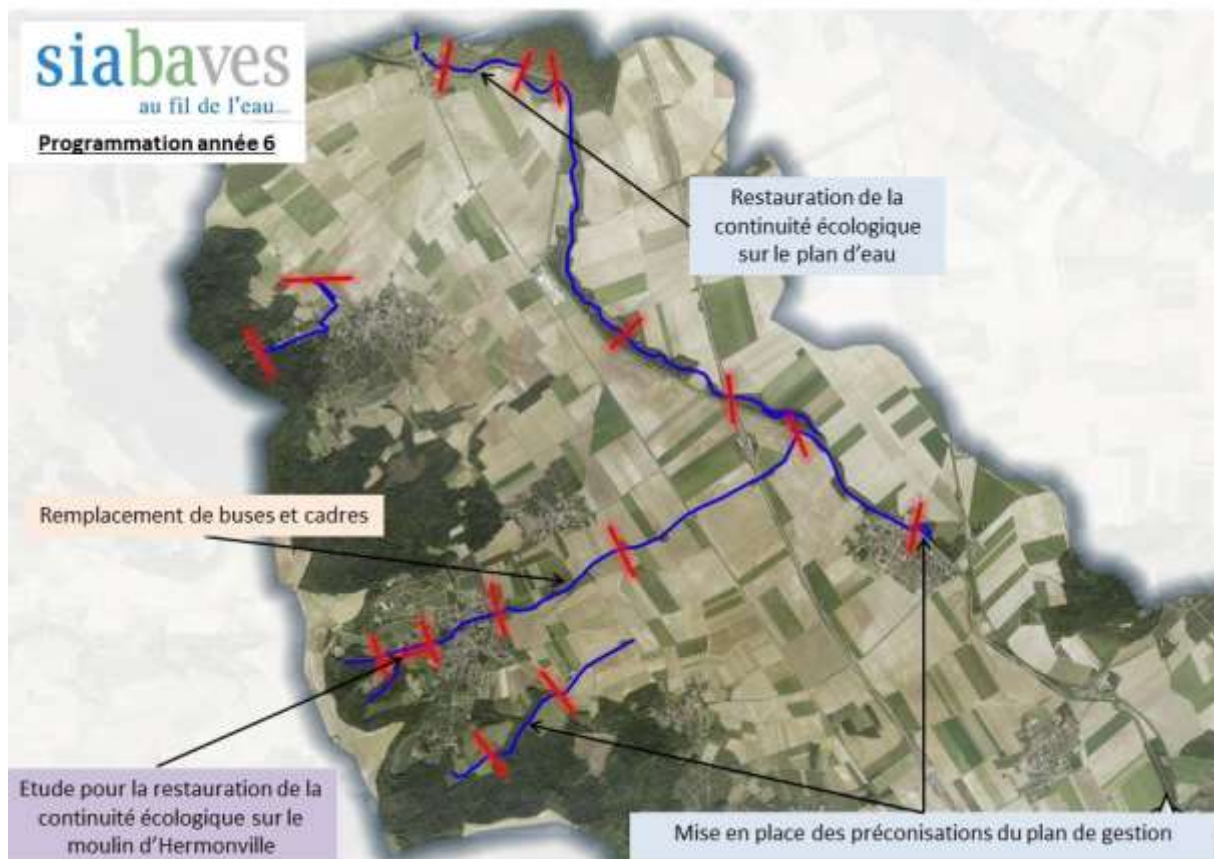 siabaves
au fil de l'eau...
Programmation année 6
Restauration de la
continuité écologique
sur le plan d'eau
Remplacement de buses et cadres
Etude pour la restauration de la
continuité écologique sur le
moulin d'Hermonville
Mise en place des préconisations du plan de gestion